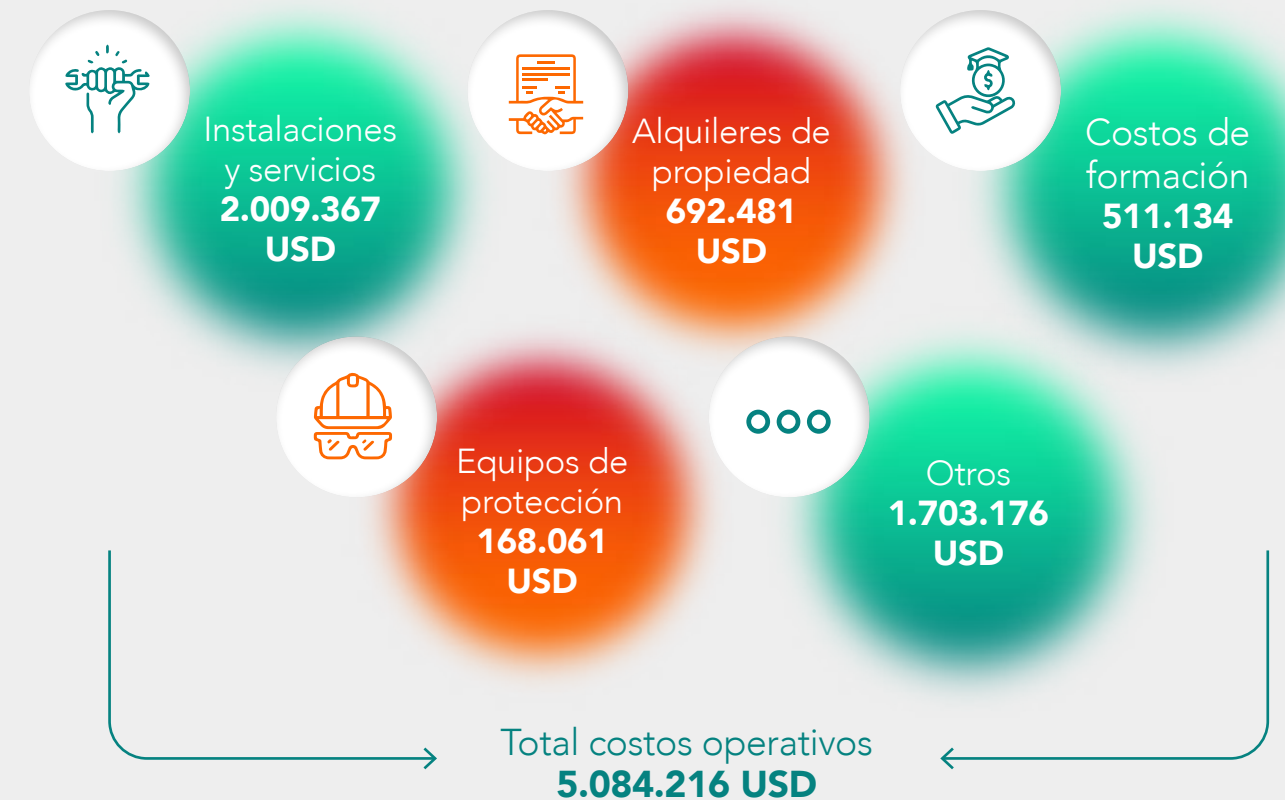 Instalaciones
y servicios
2.009.367
USD
Alquileres de
propiedad
692.481
USD
Costos de
formación
511.134
USD
Equipos de
protección
168.061
USD
Otros
1.703.176
USD
Total costos operativos
5.084.216 USD